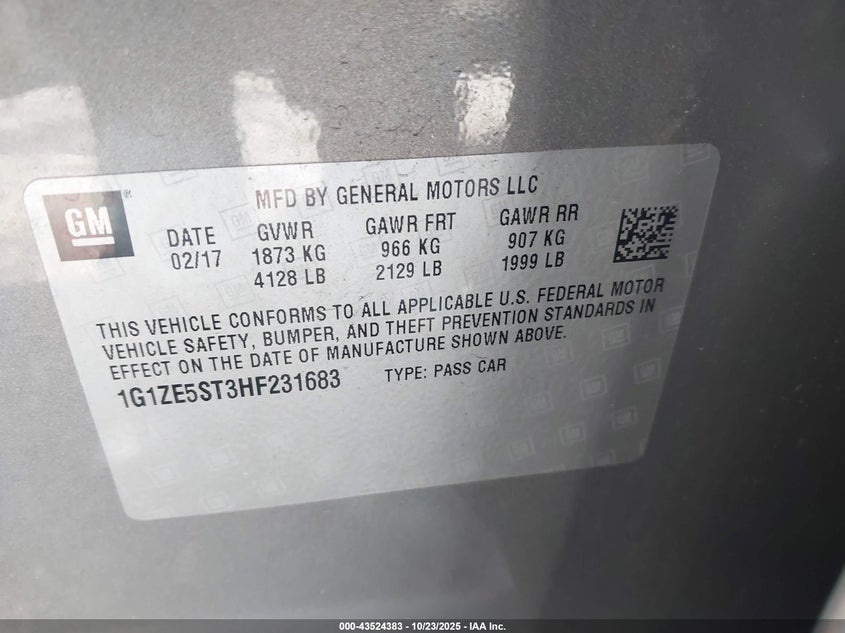 GM ®
MFD BY GENERAL MOTORS LLC
DATE GVWR GAWR FRT GAWR RR
02/17 1873 KG 966 KG 907 KG
4128 LB 2129 LB 1999 LB
THIS VEHICLE CONFORMS TO ALL APPLICABLE U.S. FEDERAL MOTOR
VEHICLE SAFETY, BUMPER, AND THEFT PREVENTION STANDARDS IN
EFFECT ON THE DATE OF MANUFACTURE SHOWN ABOVE.
1G1ZE5ST3HF231683 TYPE: PASS CAR
000-43524383 - 10/23/2025 - IAA Inc.